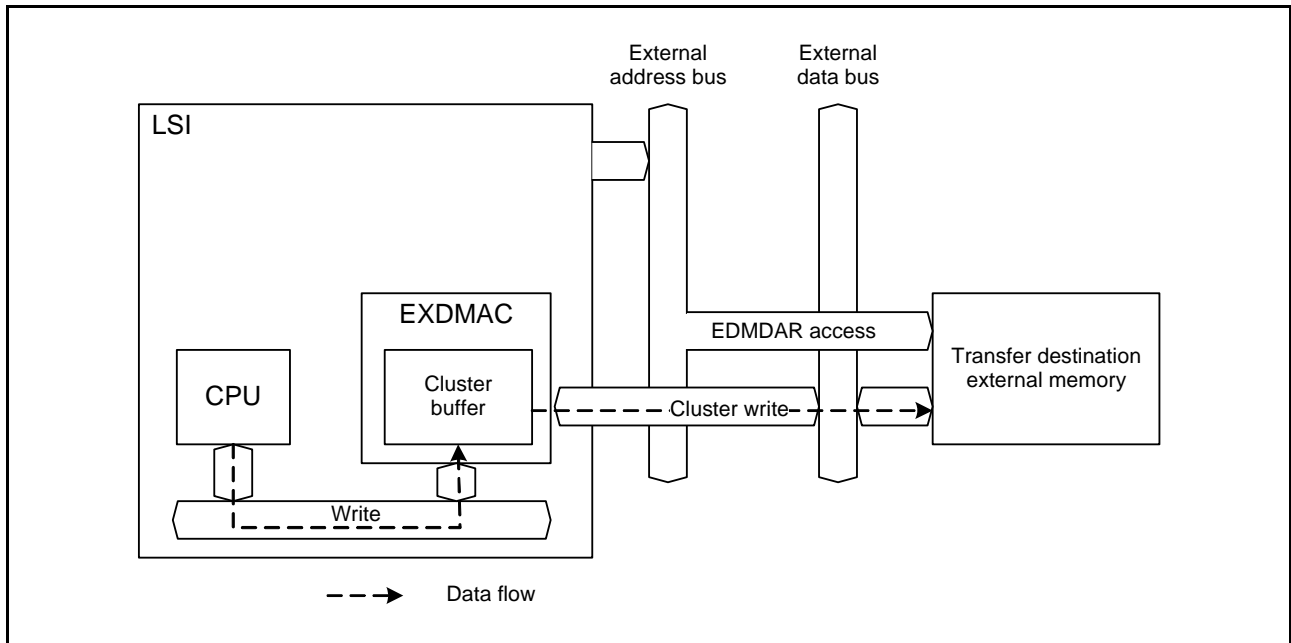 External
address bus
External
data bus
LSI
EXDMAC
EDMDAR access
Transfer destination
external memory
CPU
Cluster
buffer
Cluster write
Write
Data flow